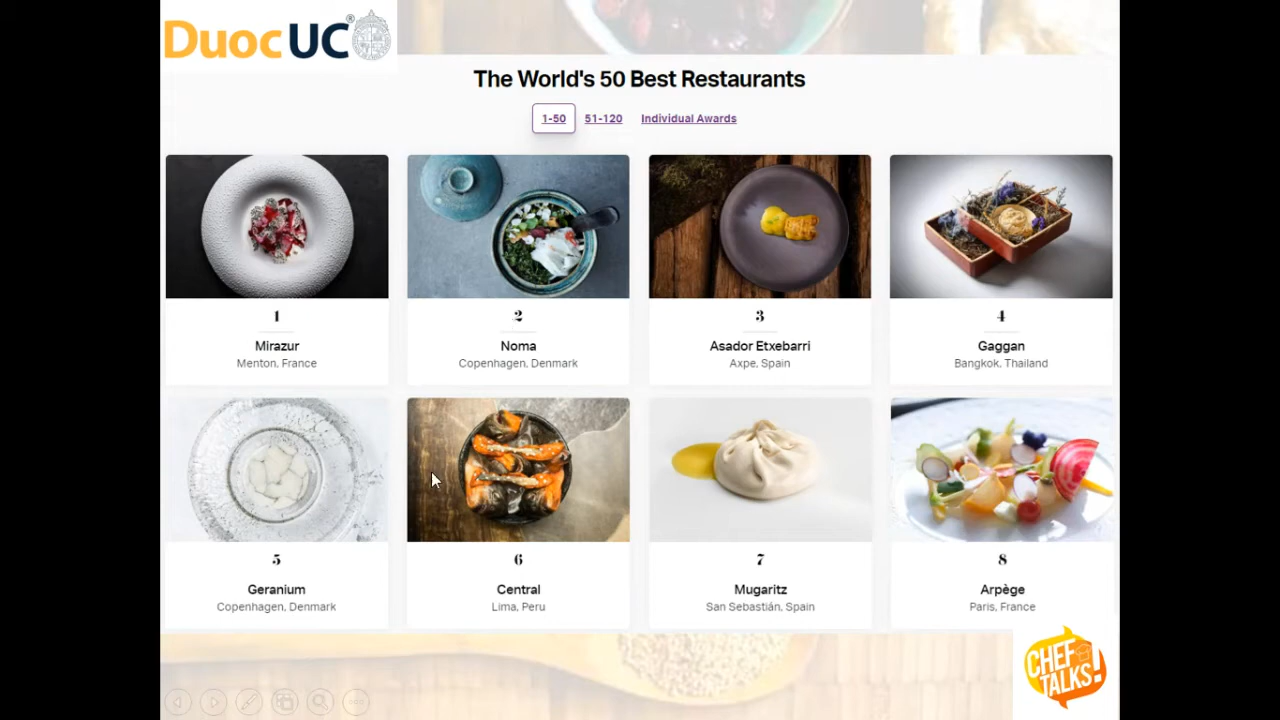 Duoc UC®
The World's 50 Best Restaurants
1-50 51-120 Individual Awards
1
Mirazur
Menton, France
2
Noma
Copenhagen, Denmark
3
Asador Etxebarri
Axpe, Spain
4
Gaggan
Bangkok, Thailand
5
Geranium
Copenhagen, Denmark
6
Central
Lima, Peru
7
Mugaritz
San Sebastián, Spain
8
Arpège
Paris, France
CHEF
TALKS!